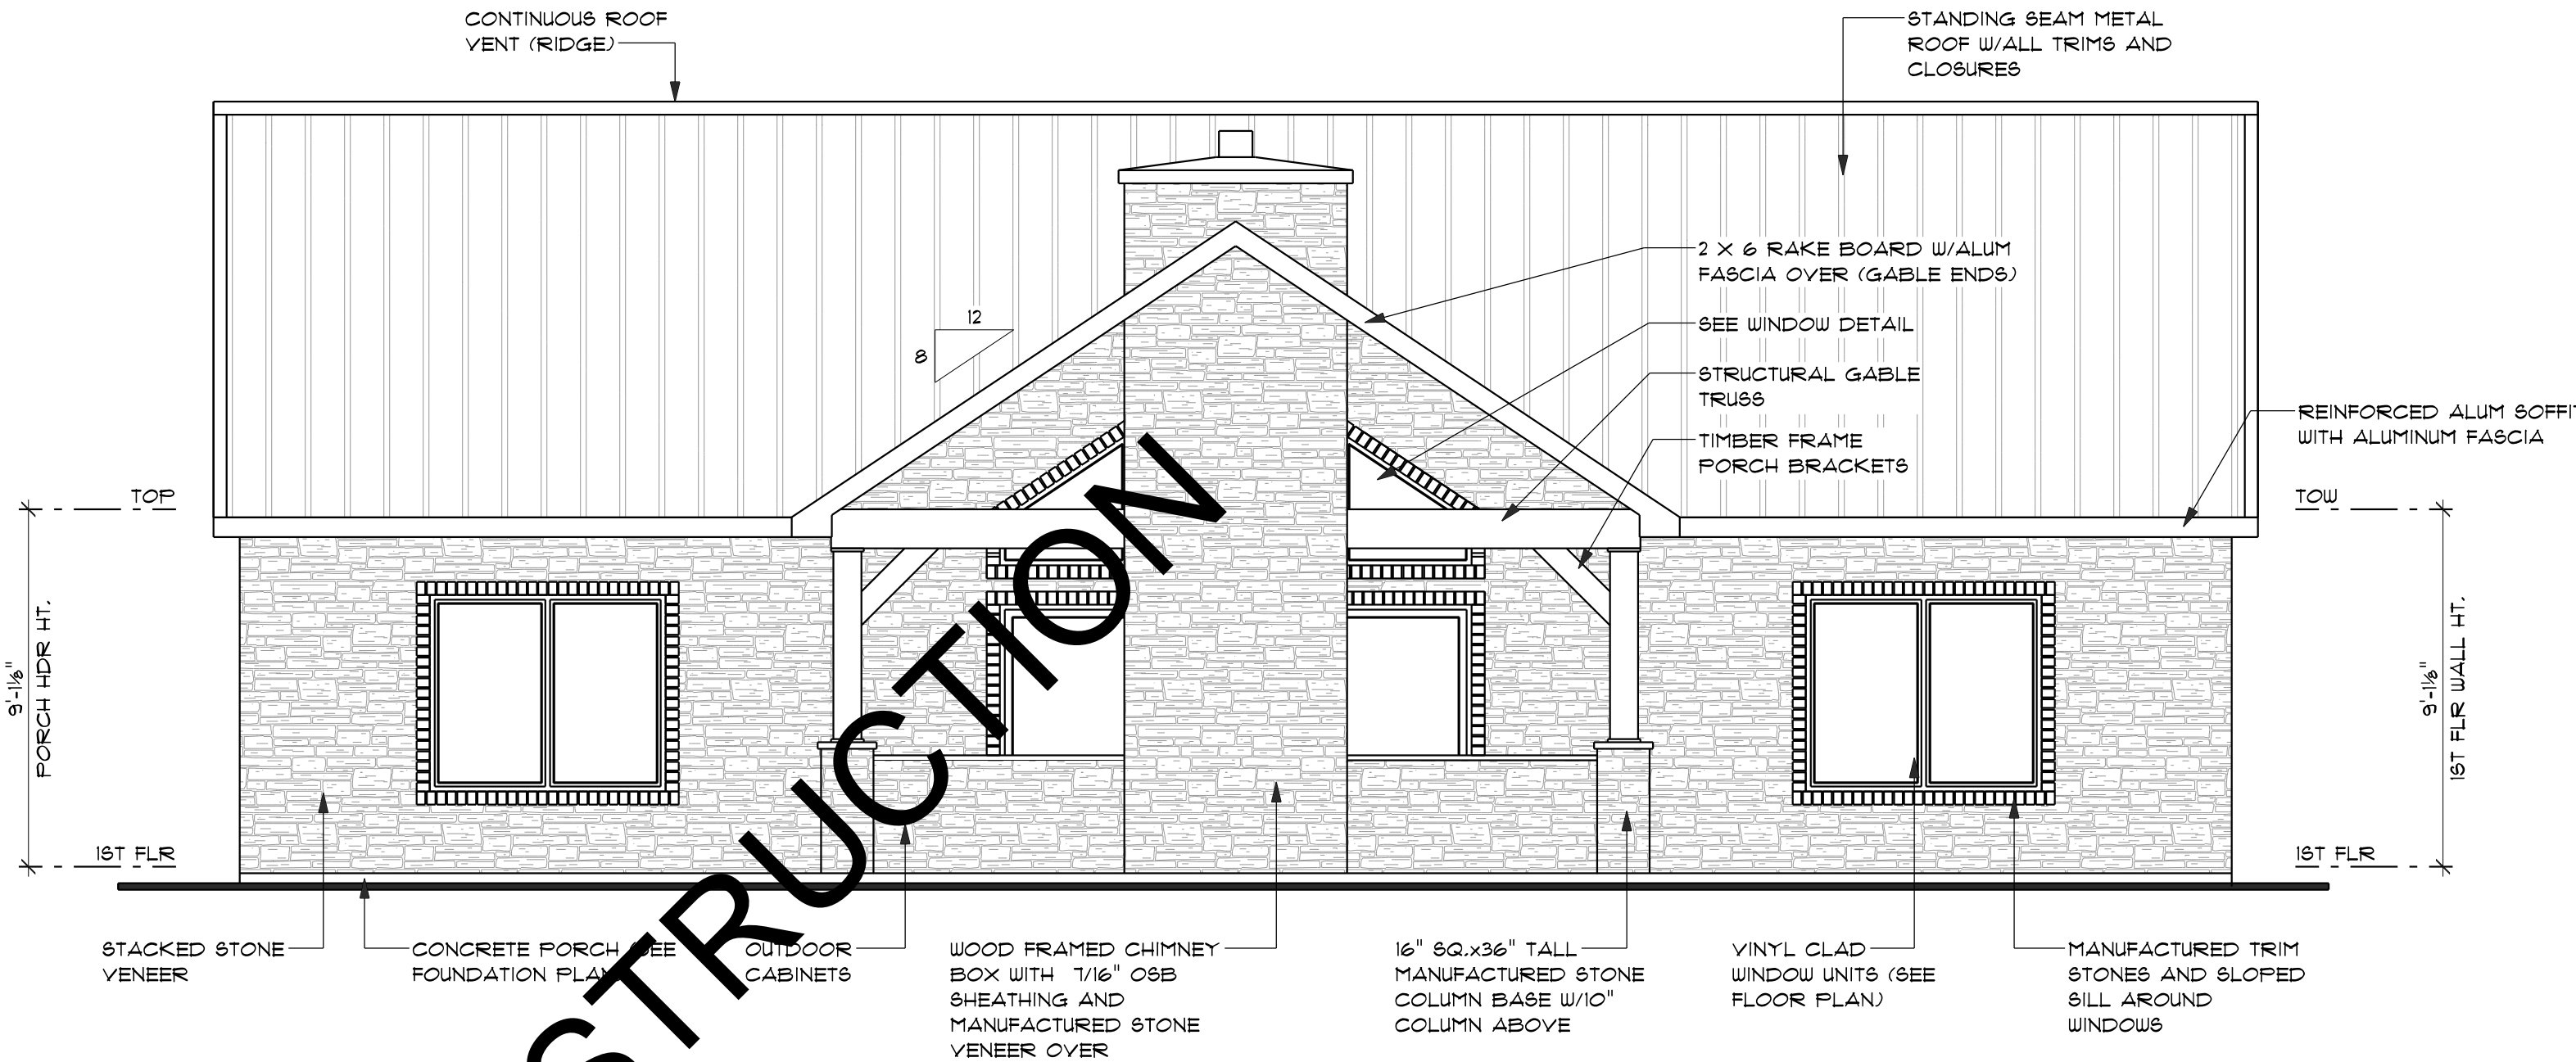 CONTINUOUS ROOF
VENT (RIDGE)
STANDING SEAM METAL
ROOF W/ALL TRIMS AND
CLOSURES
2 X 6 RAKE BOARD W/ALUM
FASCIA OVER (GABLE ENDS)
12
8
SEE WINDOW DETAIL
STRUCTURAL GABLE
TRUSS
TIMBER FRAME
PORCH BRACKETS
REINFORCED ALUM SOFFIT
WITH ALUMINUM FASCIA
TOP
TOW
9'-1⅛"
PORCH HDR HT.
9'-1⅛"
1ST FLR WALL HT.
1ST FLR
1ST FLR
STRUCTION
STACKED STONE
VENEER
CONCRETE PORCH (SEE
FOUNDATION PLAN
OUTDOOR
CABINETS
WOOD FRAMED CHIMNEY
BOX WITH 7/16" OSB
SHEATHING AND
MANUFACTURED STONE
VENEER OVER
16" SQ.x36" TALL
MANUFACTURED STONE
COLUMN BASE W/10"
COLUMN ABOVE
VINYL CLAD
WINDOW UNITS (SEE
FLOOR PLAN)
MANUFACTURED TRIM
STONES AND SLOPED
SILL AROUND
WINDOWS